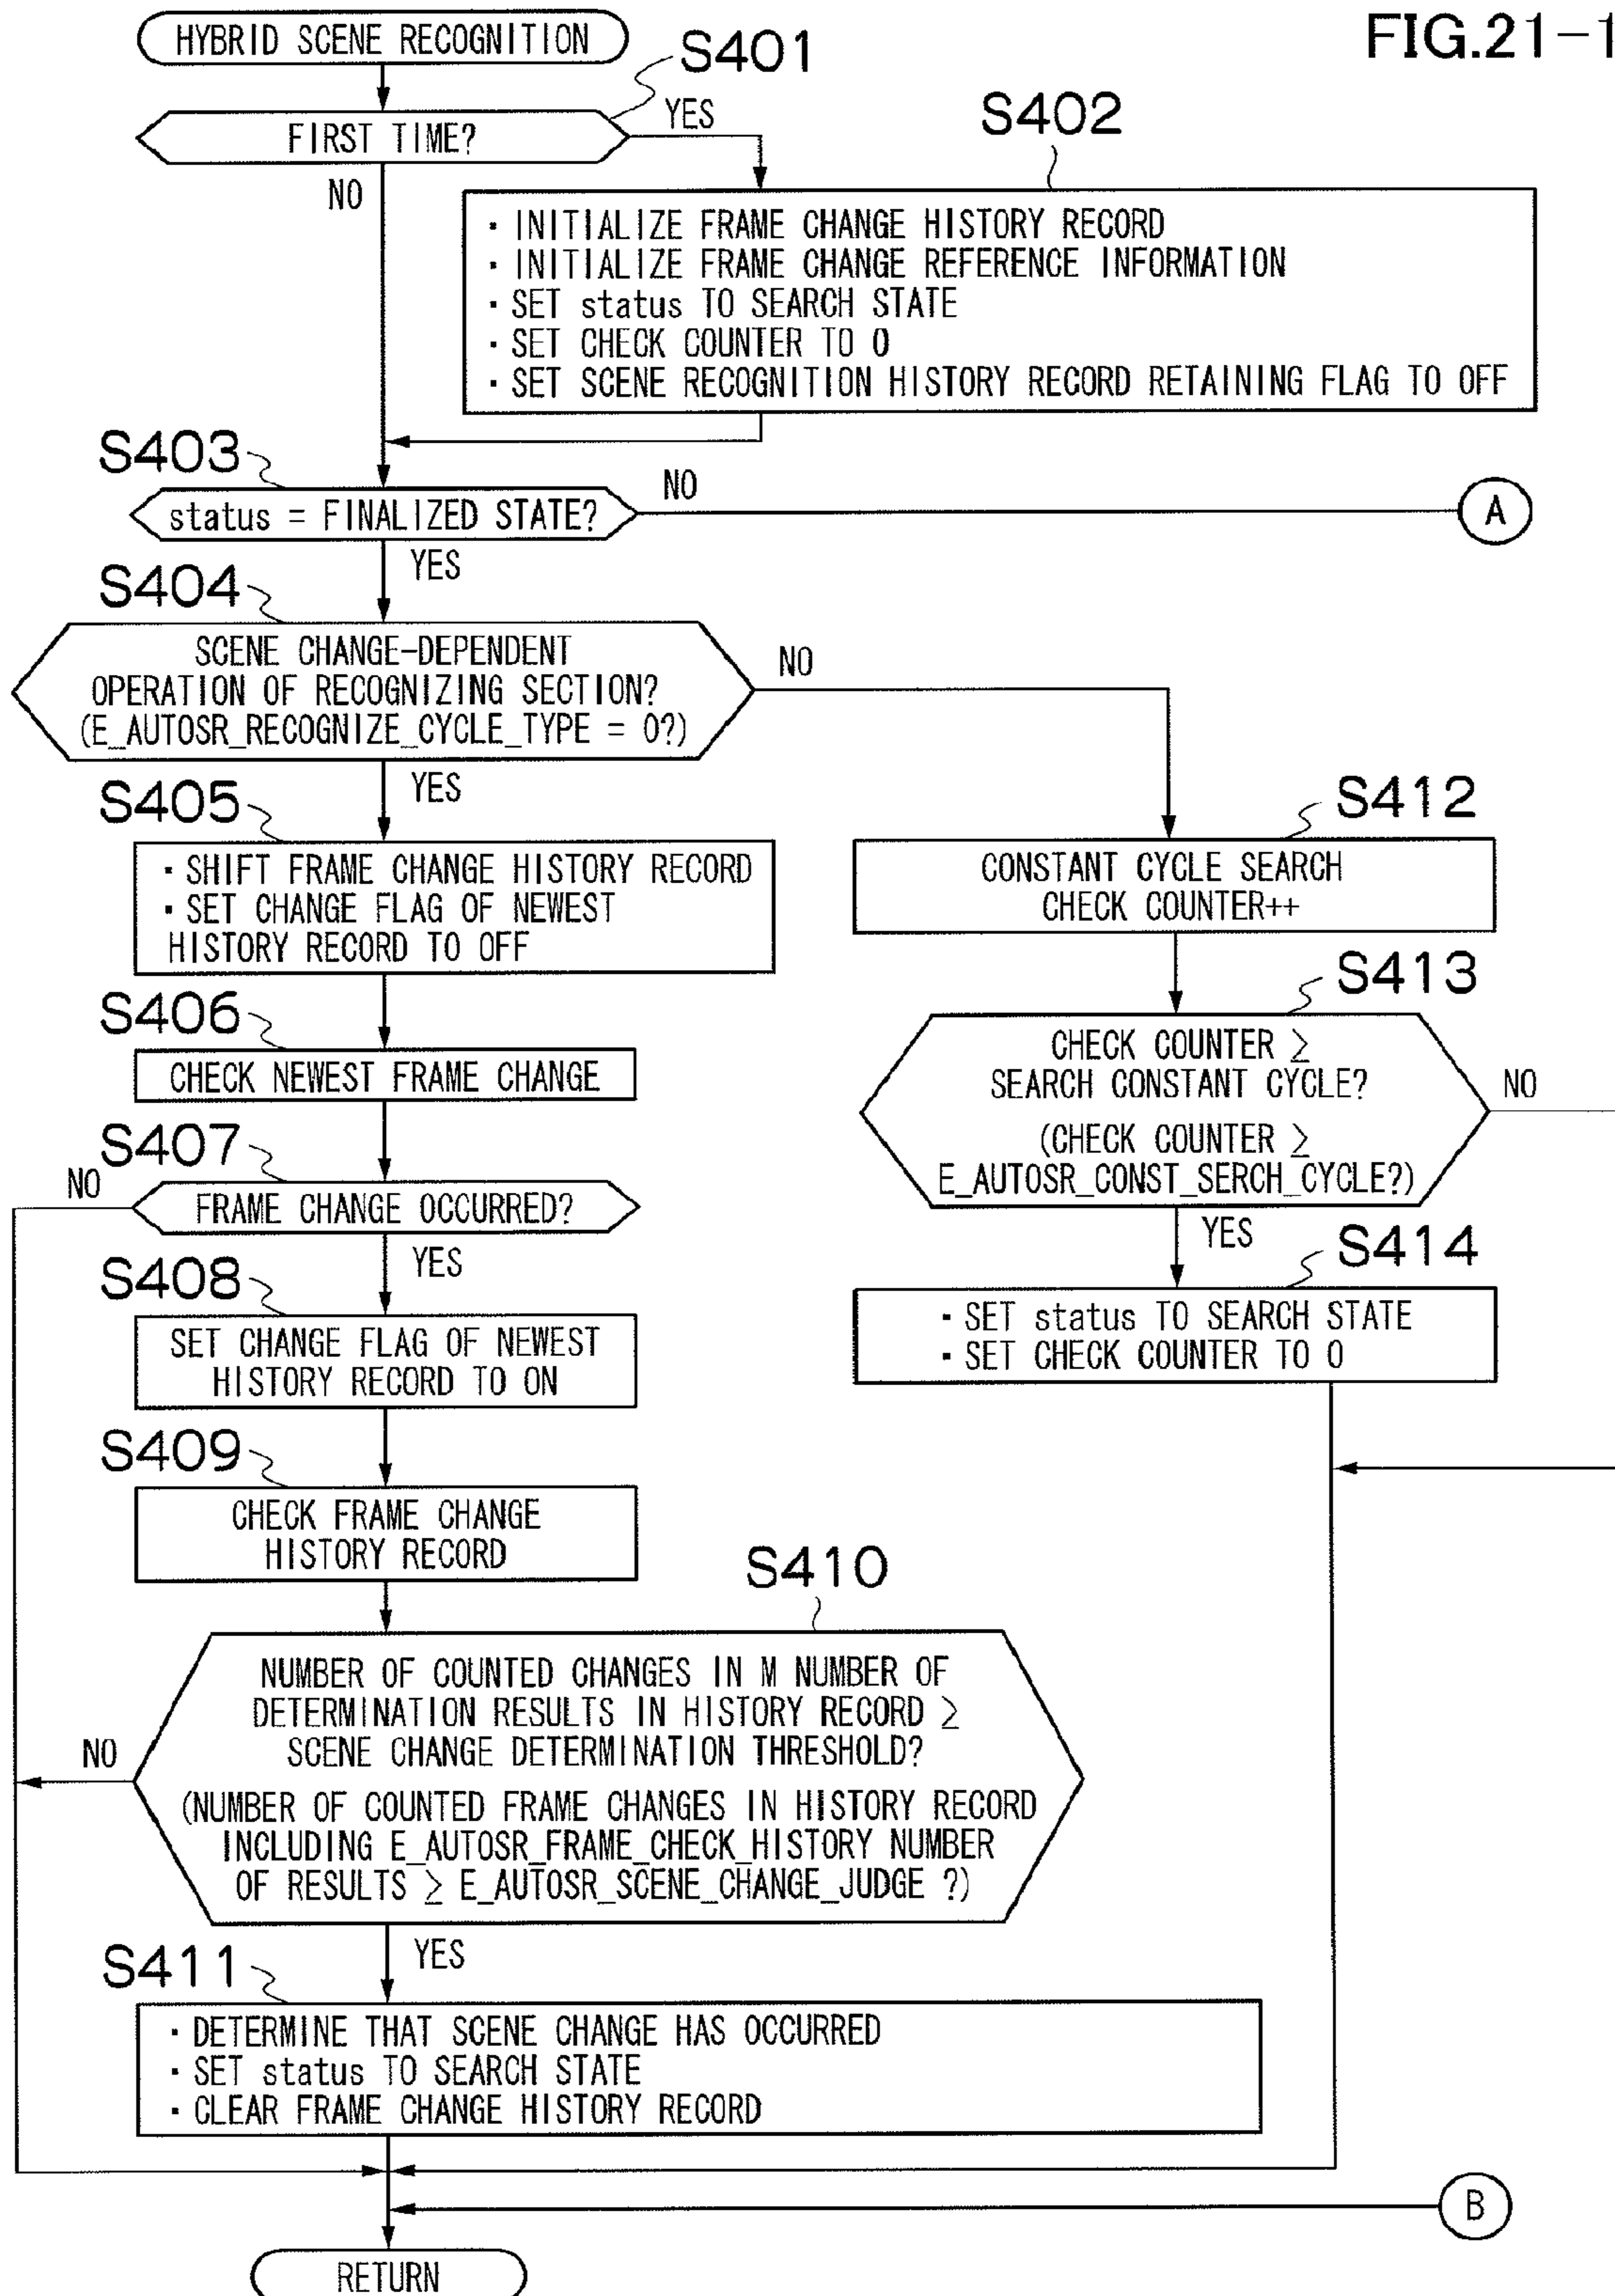 FIG.21-1
HYBRID SCENE RECOGNITION
S401
FIRST TIME?
YES
NO
S402
· INITIALIZE FRAME CHANGE HISTORY RECORD
· INITIALIZE FRAME CHANGE REFERENCE INFORMATION
· SET status TO SEARCH STATE
· SET CHECK COUNTER TO 0
· SET SCENE RECOGNITION HISTORY RECORD RETAINING FLAG TO OFF
S403
status = FINALIZED STATE?
NO
A
YES
S404
SCENE CHANGE-DEPENDENT
OPERATION OF RECOGNIZING SECTION?
(E_AUTOSR_RECOGNIZE_CYCLE_TYPE = 0?)
NO
YES
S405
· SHIFT FRAME CHANGE HISTORY RECORD
· SET CHANGE FLAG OF NEWEST
HISTORY RECORD TO OFF
S406
CHECK NEWEST FRAME CHANGE
S407
NO
FRAME CHANGE OCCURRED?
YES
S408
SET CHANGE FLAG OF NEWEST
HISTORY RECORD TO ON
S409
CHECK FRAME CHANGE
HISTORY RECORD
S410
NUMBER OF COUNTED CHANGES IN M NUMBER OF
DETERMINATION RESULTS IN HISTORY RECORD ≥
SCENE CHANGE DETERMINATION THRESHOLD?
(NUMBER OF COUNTED FRAME CHANGES IN HISTORY RECORD
INCLUDING E_AUTOSR_FRAME_CHECK_HISTORY NUMBER
OF RESULTS ≥ E_AUTOSR_SCENE_CHANGE_JUDGE ?)
NO
YES
S411
· DETERMINE THAT SCENE CHANGE HAS OCCURRED
· SET status TO SEARCH STATE
· CLEAR FRAME CHANGE HISTORY RECORD
S412
CONSTANT CYCLE SEARCH
CHECK COUNTER++
S413
CHECK COUNTER ≥
SEARCH CONSTANT CYCLE?
(CHECK COUNTER ≥
E_AUTOSR_CONST_SERCH_CYCLE?)
NO
YES
S414
· SET status TO SEARCH STATE
· SET CHECK COUNTER TO 0
B
RETURN